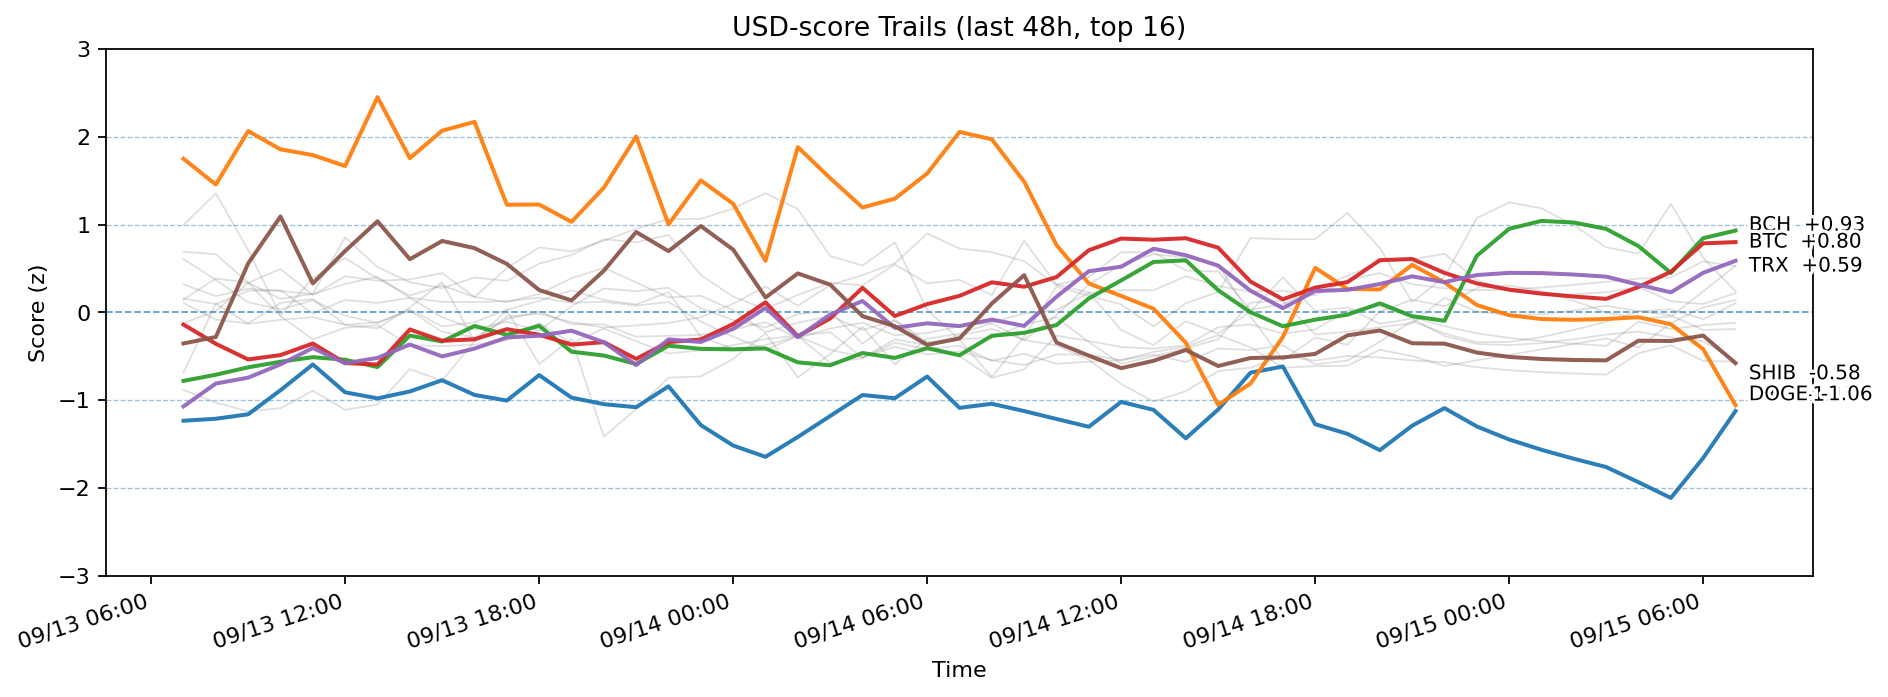 USD-score Trails (last 48h, top 16)
3
2
1
0
−1
−2
−3
Score (z)
BCH +0.93
BTC +0.80
TRX +0.59
SHIB -0.58
DOGE -1.06
09/13 06:00
09/13 12:00
09/13 18:00
09/14 00:00
09/14 06:00
09/14 12:00
09/14 18:00
09/15 00:00
09/15 06:00
Time